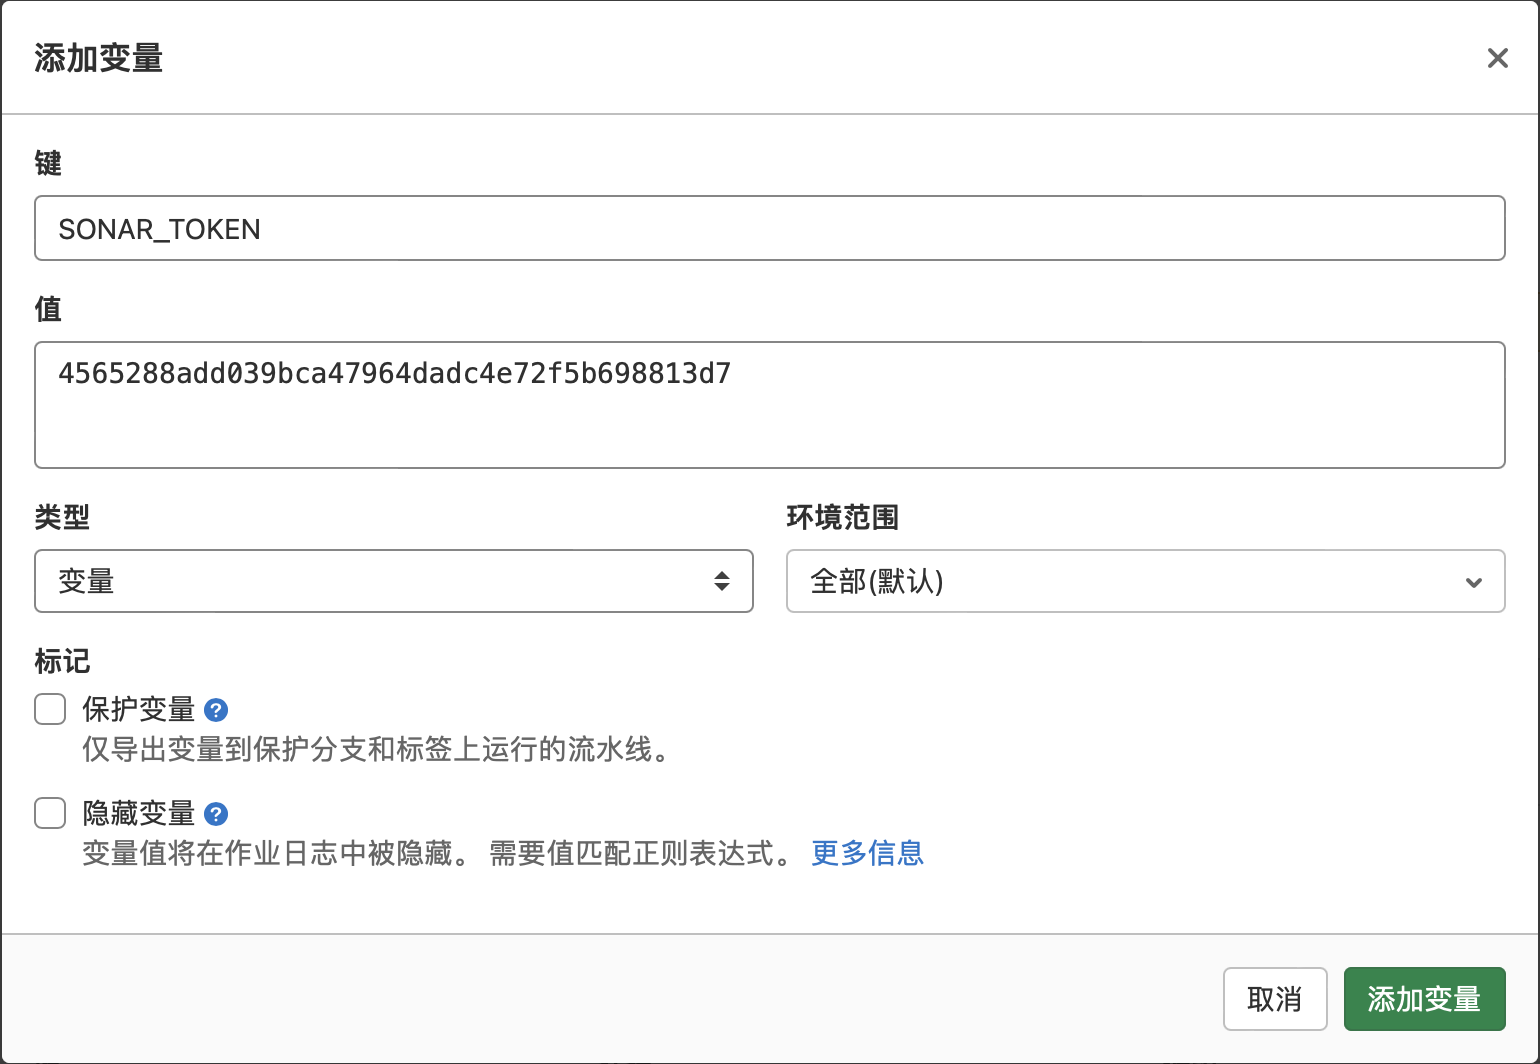 添加变量
键
SONAR_TOKEN
值
4565288add039bca47964dadc4e72f5b698813d7
类型
环境范围
变量
全部(默认)
标记
保护变量
仅导出变量到保护分支和标签上运行的流水线。
隐藏变量
变量值将在作业日志中被隐藏。 需要值匹配正则表达式。 更多信息
取消
添加变量